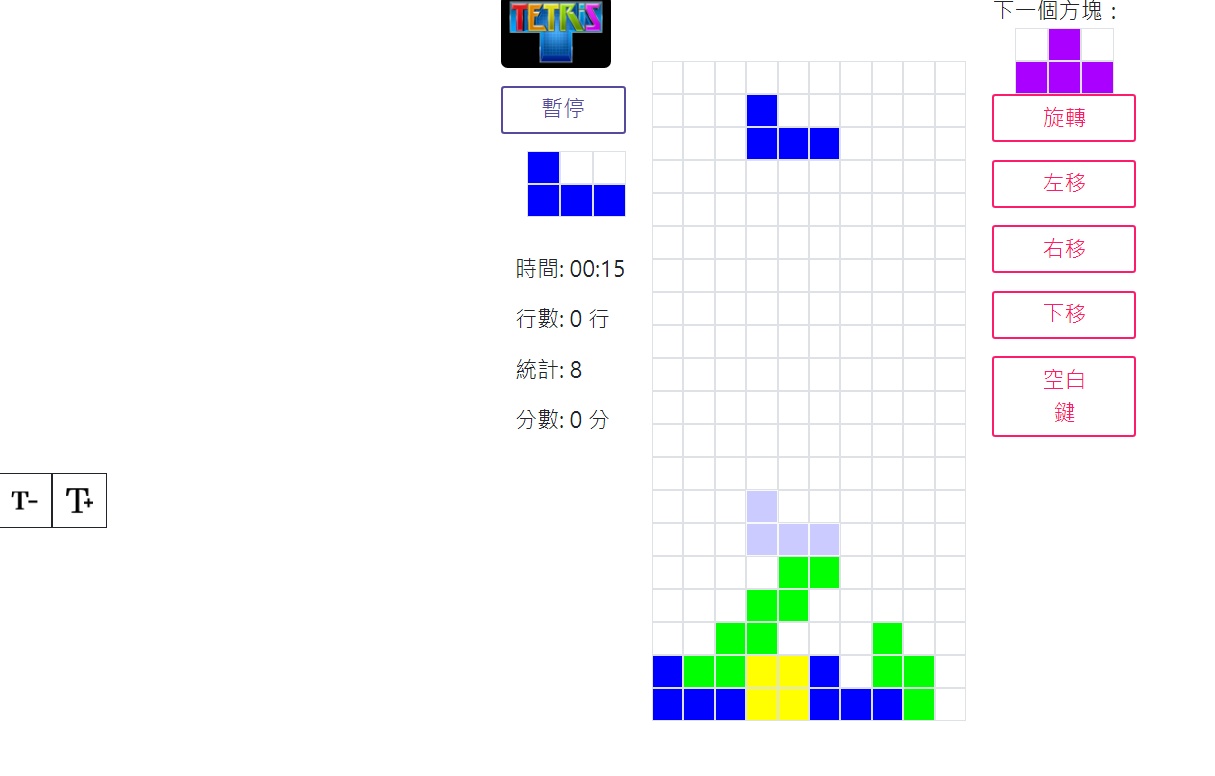 TETRiS
下一個方塊：
暫停
旋轉
左移
右移
下移
空白
鍵
時間: 00:15
行數: 0 行
統計: 8
分數: 0 分
T-
T+